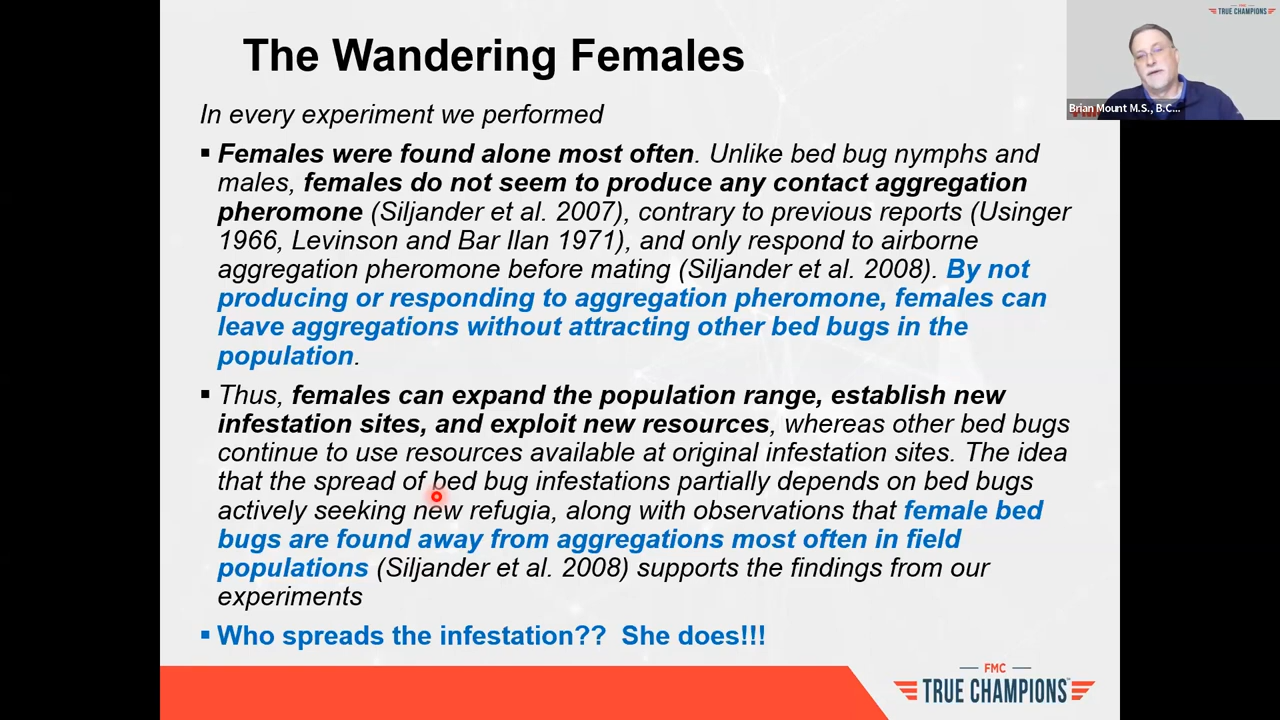 The Wandering Females
In every experiment we performed
▪ Females were found alone most often. Unlike bed bug nymphs and
males, females do not seem to produce any contact aggregation
pheromone (Siljander et al. 2007), contrary to previous reports (Usinger
1966, Levinson and Bar Ilan 1971), and only respond to airborne
aggregation pheromone before mating (Siljander et al. 2008). By not
producing or responding to aggregation pheromone, females can
leave aggregations without attracting other bed bugs in the
population.
▪ Thus, females can expand the population range, establish new
infestation sites, and exploit new resources, whereas other bed bugs
continue to use resources available at original infestation sites. The idea
that the spread of bed bug infestations partially depends on bed bugs
actively seeking new refugia, along with observations that female bed
bugs are found away from aggregations most often in field
populations (Siljander et al. 2008) supports the findings from our
experiments
▪ Who spreads the infestation?? She does!!!
FMC
TRUE CHAMPIONS™
TRUE CHAMPIONS
Brian Mount M.S., B.C...